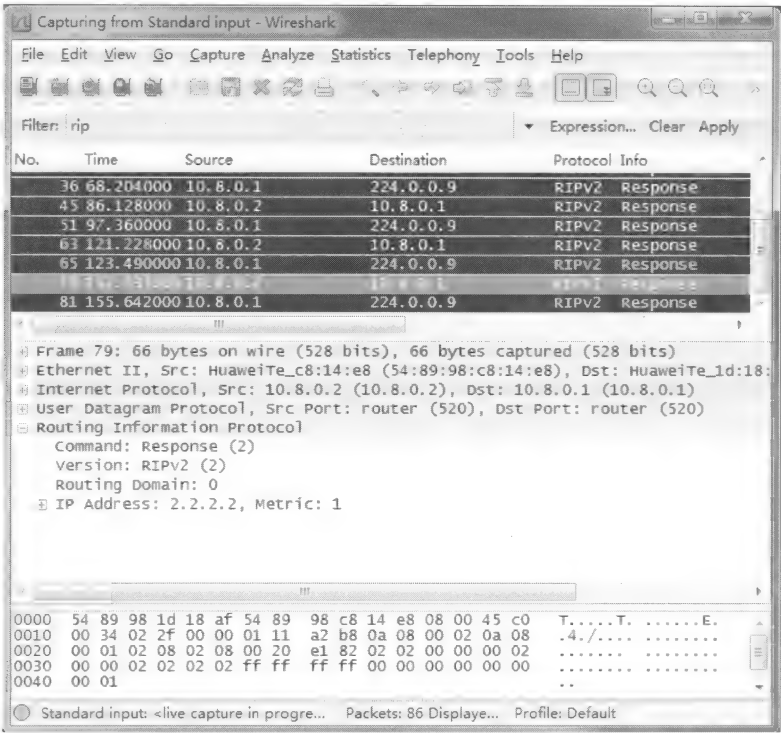 Capturing from Standard input - Wireshark
File Edit View Go Capture Analyze Statistics Telephony Tools Help
Filter: rip Expression... Clear Apply
No. Time Source Destination Protocol Info
36 68.204000 10.8.0.1 224.0.0.9 RIPv2 Response
45 86.128000 10.8.0.2 10.8.0.1 RIPv2 Response
51 97.360000 10.8.0.1 224.0.0.9 RIPv2 Response
63 121.228000 10.8.0.2 10.8.0.1 RIPv2 Response
65 123.490000 10.8.0.1 224.0.0.9 RIPv2 Response
81 155.642000 10.8.0.1 224.0.0.9 RIPv2 Response
Frame 79: 66 bytes on wire (528 bits), 66 bytes captured (528 bits)
Ethernet II, Src: HuaweiTe_c8:14:e8 (54:89:98:c8:14:e8), Dst: HuaweiTe_1d:18:
Internet Protocol, Src: 10.8.0.2 (10.8.0.2), Dst: 10.8.0.1 (10.8.0.1)
User Datagram Protocol, Src Port: router (520), Dst Port: router (520)
Routing Information Protocol
Command: Response (2)
Version: RIPv2 (2)
Routing Domain: 0
IP Address: 2.2.2.2, Metric: 1
0000 54 89 98 1d 18 af 54 89 98 c8 14 e8 08 00 45 c0 T.....T. ......E.
0010 00 34 02 2f 00 00 01 11 a2 b8 0a 08 00 02 0a 08 .4./.... ........
0020 00 01 02 08 02 08 00 20 e1 82 02 02 00 00 00 02 ....... ........
0030 00 00 02 02 02 02 ff ff ff ff 00 00 00 00 00 00 ........ ........
0040 00 01 ..
Standard input: <live capture in progre... Packets: 86 Displaye... Profile: Default